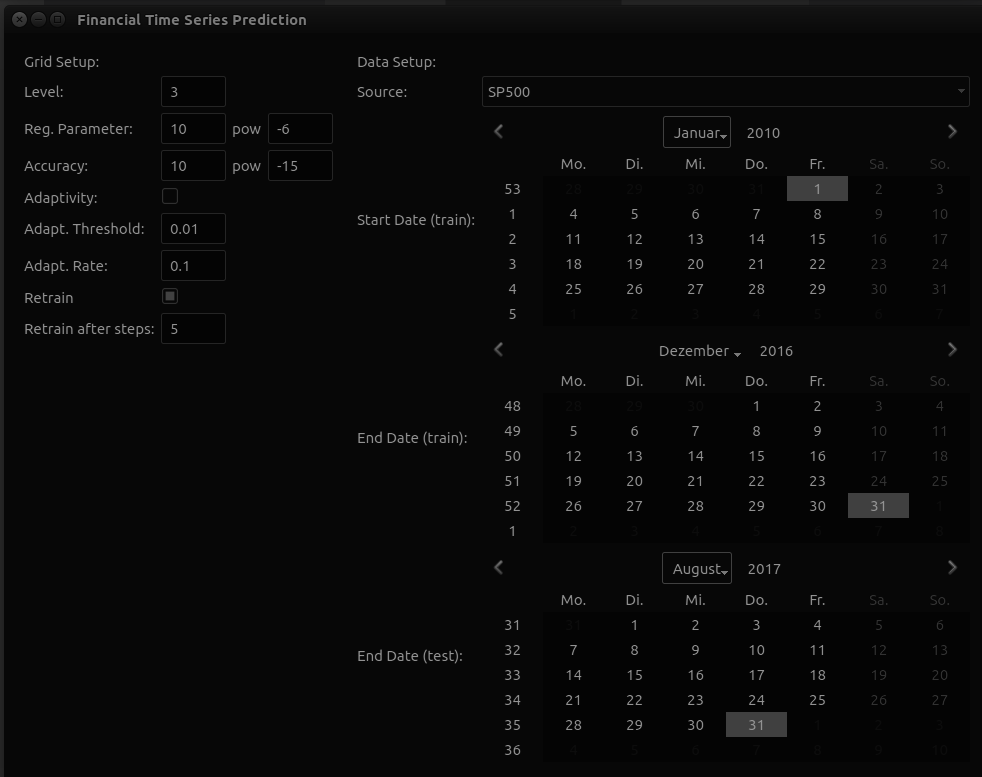 Financial Time Series Prediction
Grid Setup:
Level: 3
Reg. Parameter: 10 pow -6
Accuracy: 10 pow -15
Adaptivity:
Adapt. Threshold: 0.01
Adapt. Rate: 0.1
Retrain
Retrain after steps: 5
Data Setup:
Source: SP500
Start Date (train):
Januar 2010
Mo. Di. Mi. Do. Fr. Sa. So.
53 28 29 30 31 1 2 3
1 4 5 6 7 8 9 10
2 11 12 13 14 15 16 17
3 18 19 20 21 22 23 24
4 25 26 27 28 29 30 31
5 1 2 3 4 5 6 7
End Date (train):
Dezember 2016
Mo. Di. Mi. Do. Fr. Sa. So.
48 28 29 30 1 2 3 4
49 5 6 7 8 9 10 11
50 12 13 14 15 16 17 18
51 19 20 21 22 23 24 25
52 26 27 28 29 30 31 1
1 2 3 4 5 6 7 8
End Date (test):
August 2017
Mo. Di. Mi. Do. Fr. Sa. So.
31 31 1 2 3 4 5 6
32 7 8 9 10 11 12 13
33 14 15 16 17 18 19 20
34 21 22 23 24 25 26 27
35 28 29 30 31 1 2 3
36 4 5 6 7 8 9 10